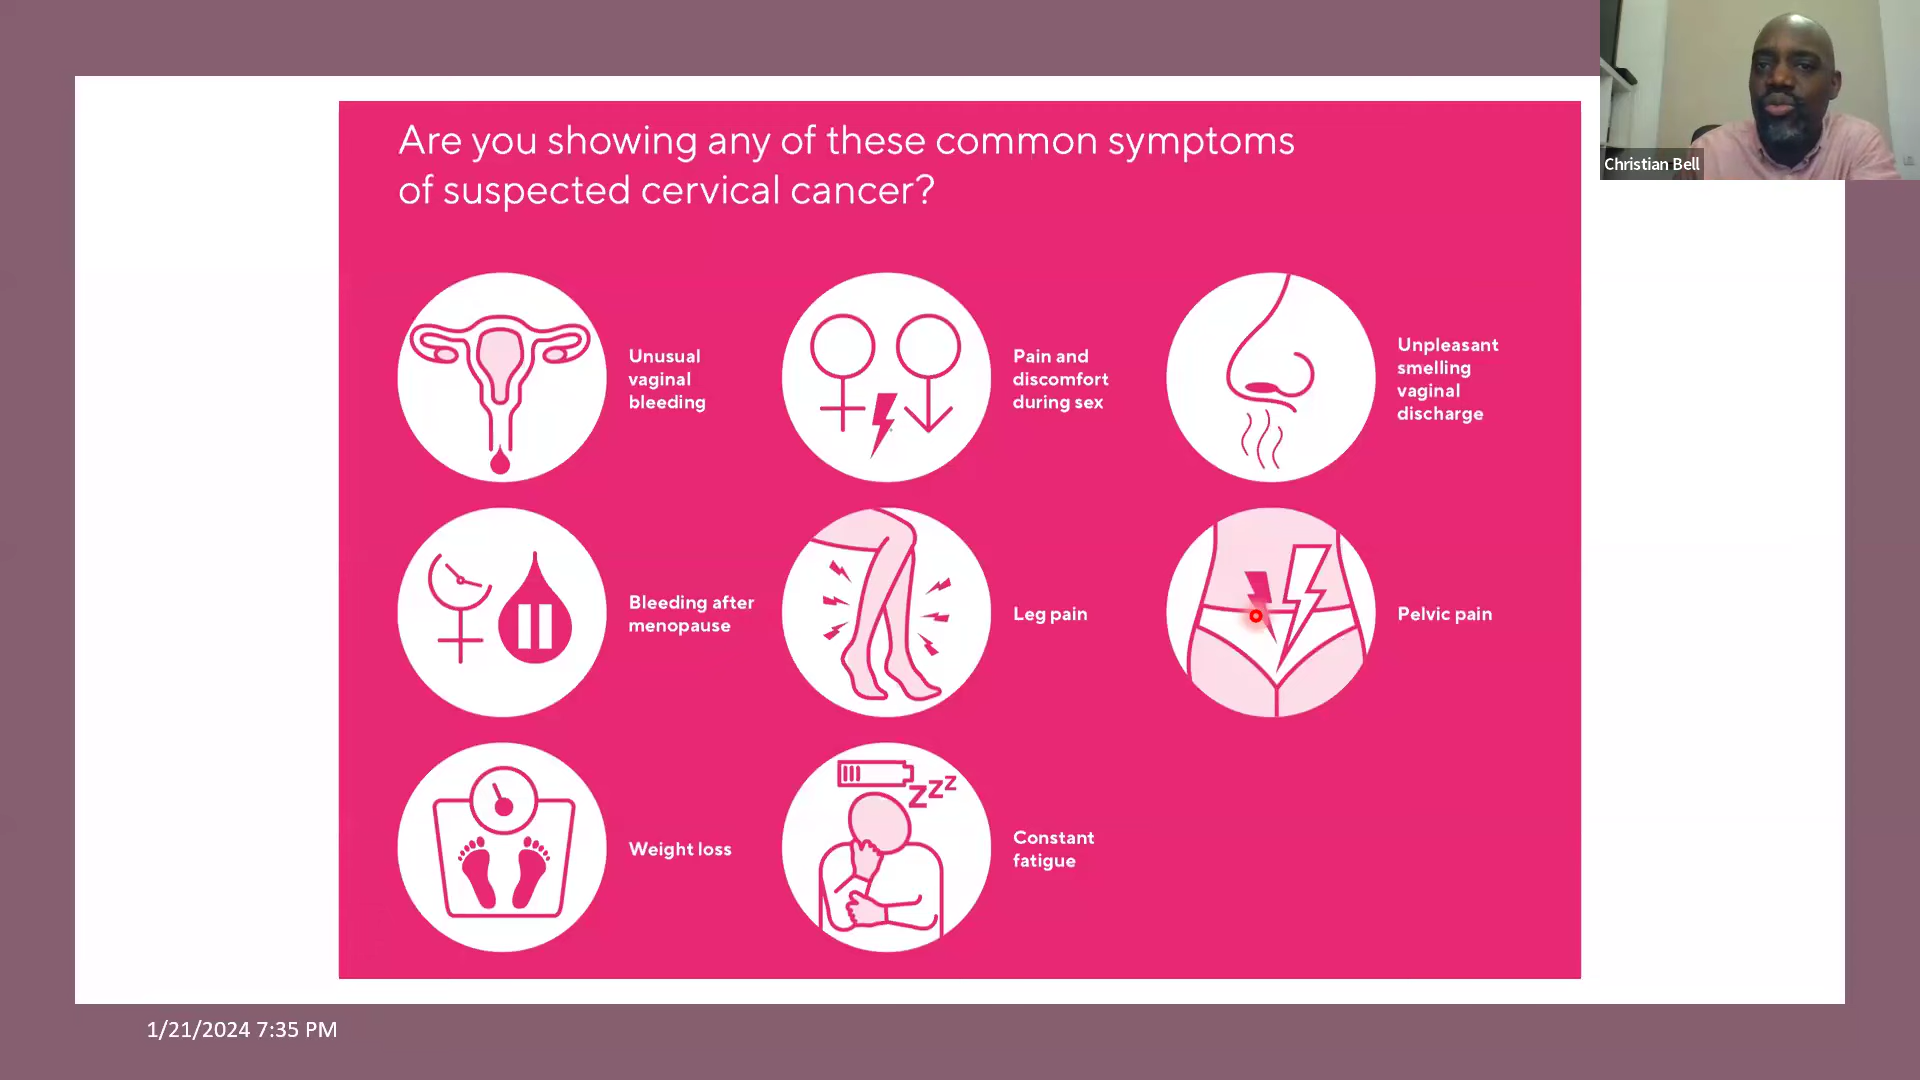 Are you showing any of these common symptoms
of suspected cervical cancer?
Christian Bell
Unusual
vaginal
bleeding
Pain and
discomfort
during sex
Unpleasant
smelling
vaginal
discharge
Bleeding after
menopause
Leg pain
Pelvic pain
Weight loss
zzz
Constant
fatigue
1/21/2024 7:35 PM